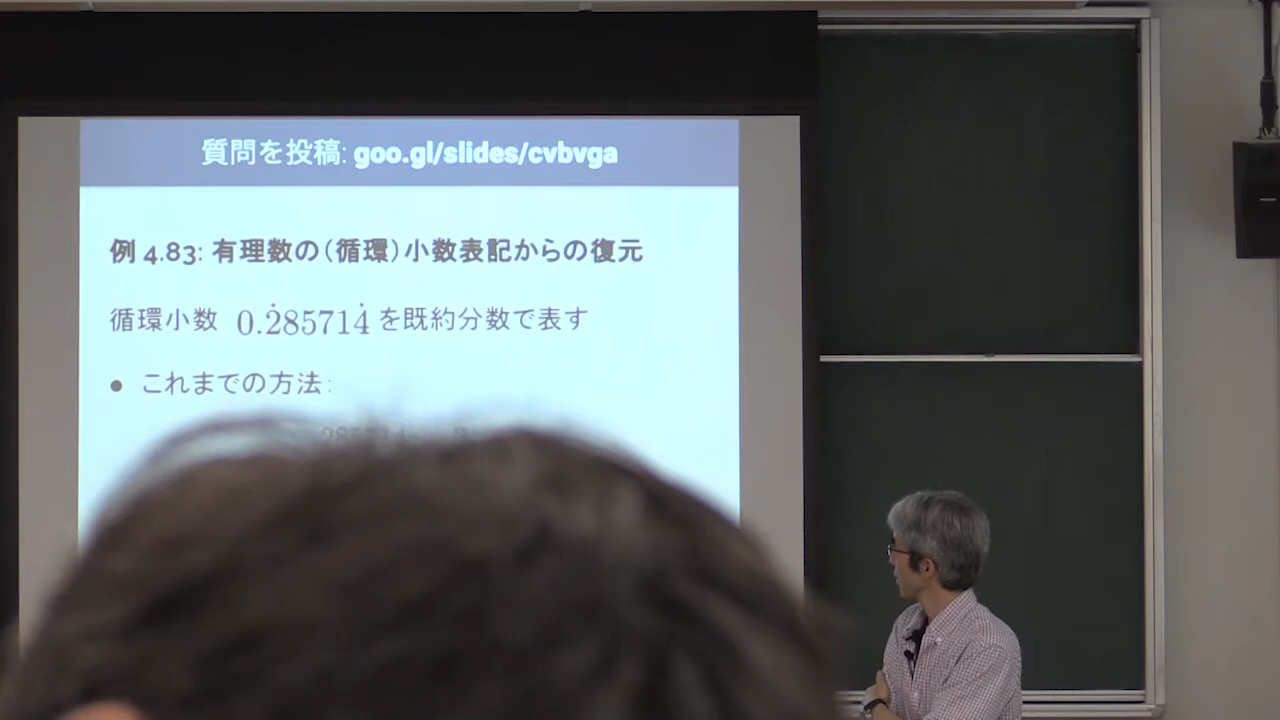 質問を投稿: goo.gl/slides/cvbvga
例 4.83: 有理数の（循環）小数表記からの復元
循環小数 0.2̇85714̇ を既約分数で表す
● これまでの方法: